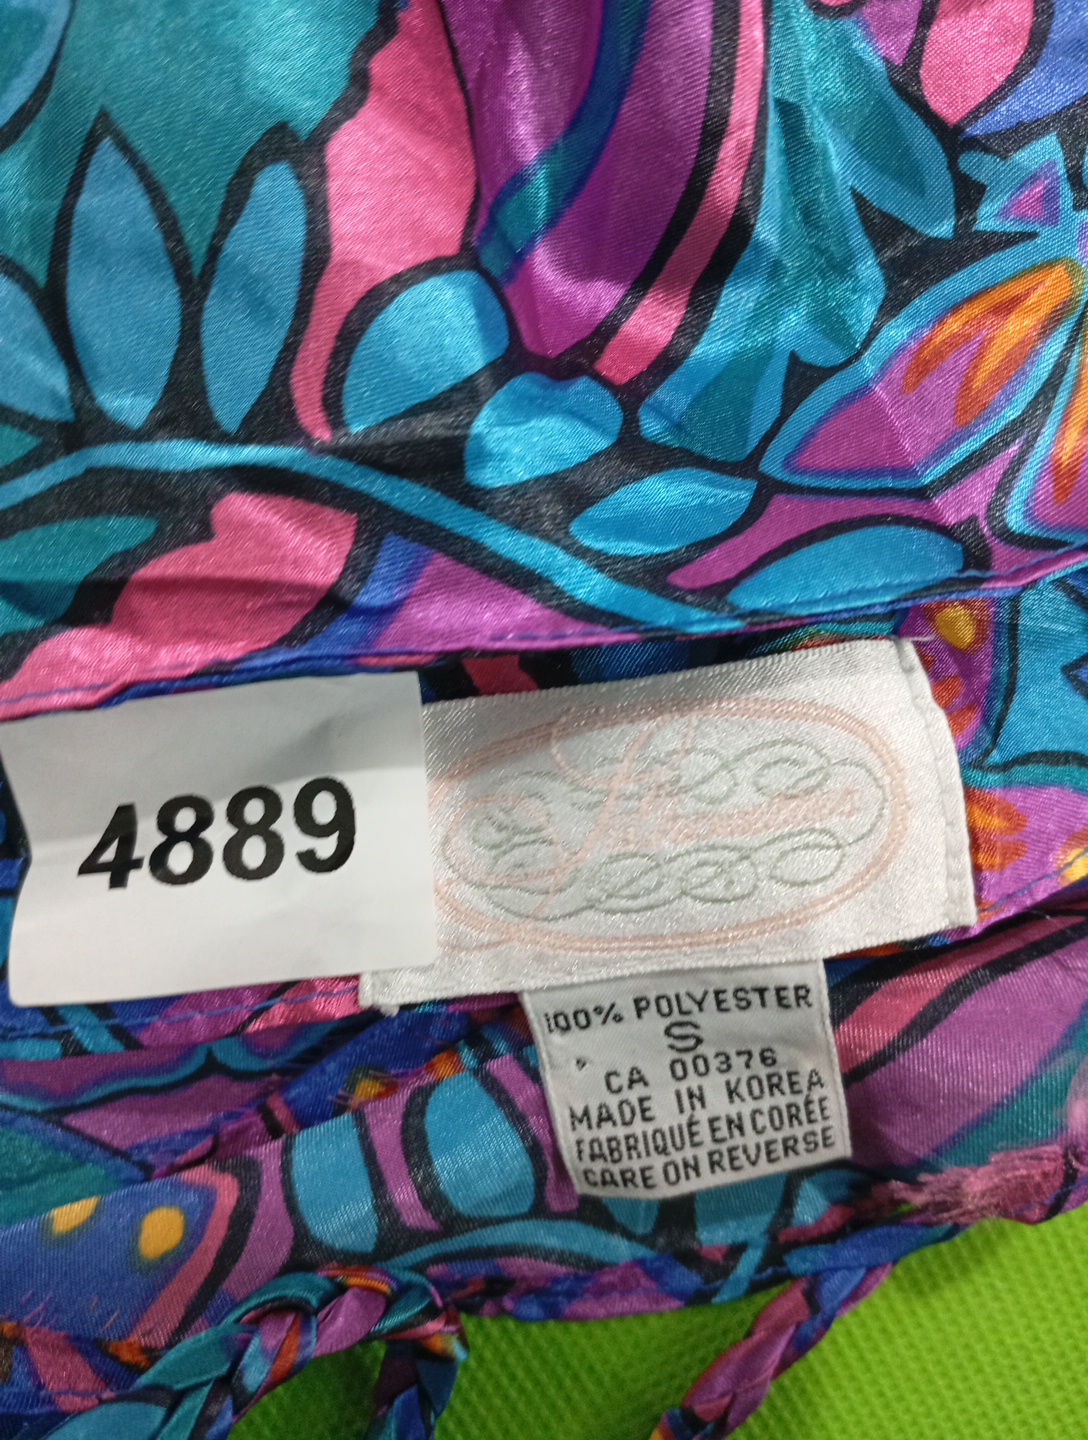 4889
100% POLYESTER
S
CA 00376
MADE IN KOREA
FABRIQUÉ EN CORÉE
CARE ON REVERSE